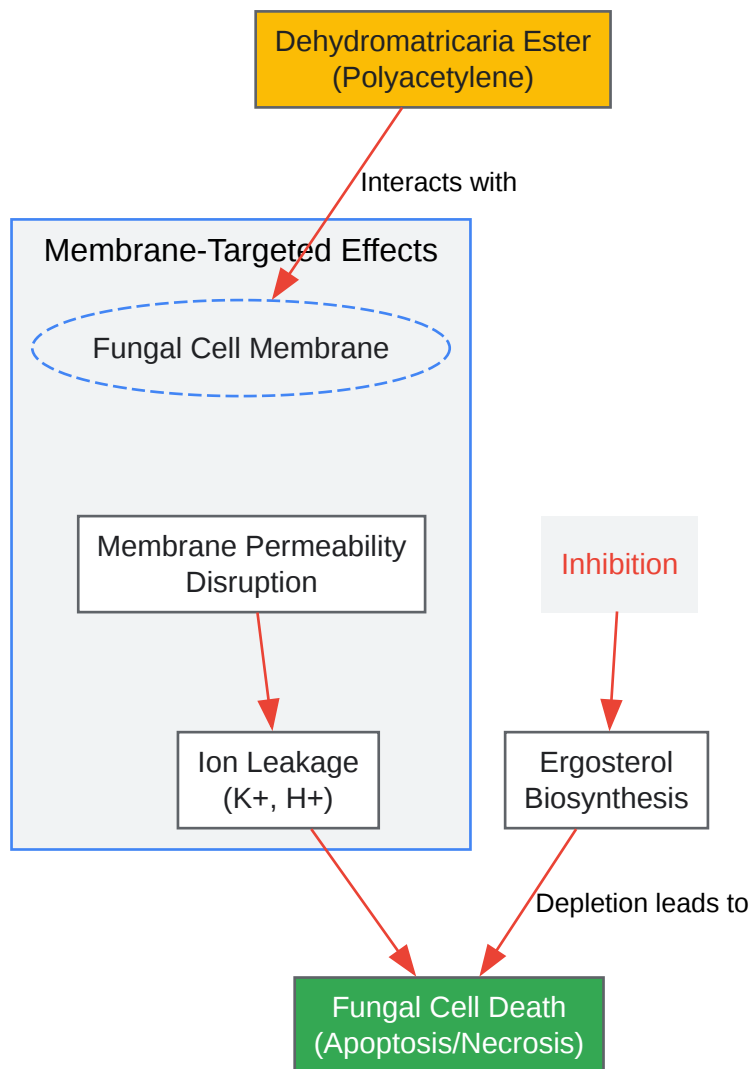 Dehydromatricaria Ester
(Polyacetylene)
Interacts with
Membrane-Targeted Effects
Fungal Cell Membrane
Membrane Permeability
Disruption
Inhibition
Ion Leakage
(K+, H+)
Ergosterol
Biosynthesis
Depletion leads to
Fungal Cell Death
(Apoptosis/Necrosis)